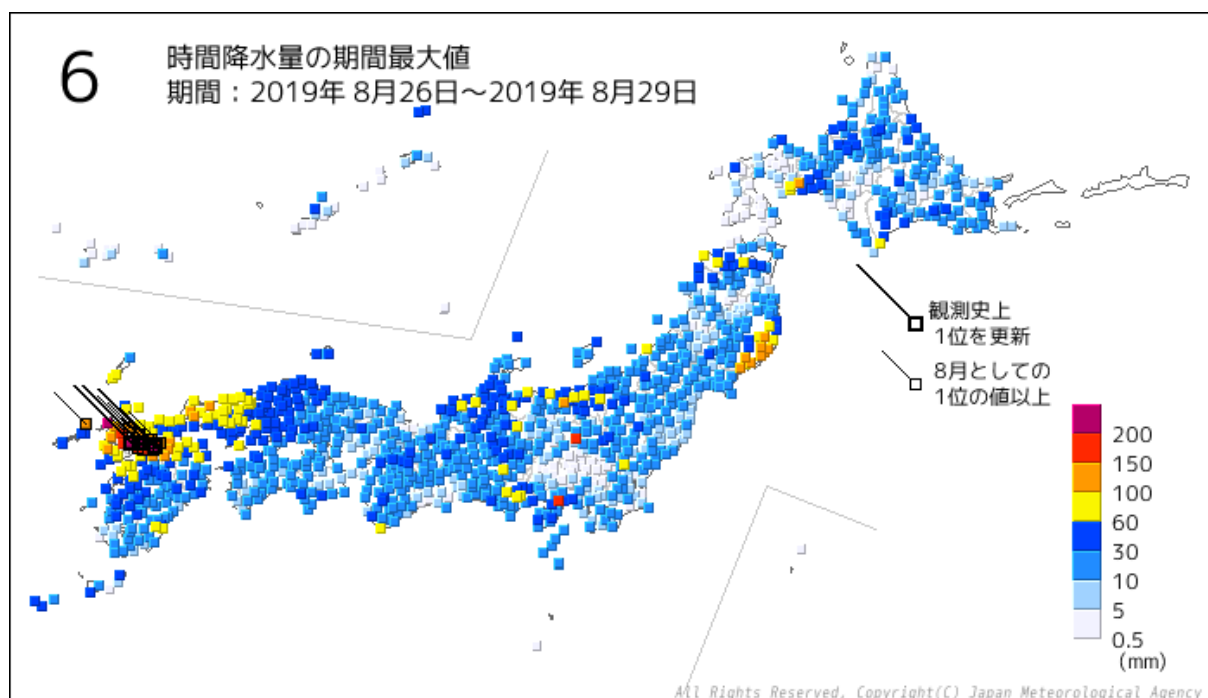 6
時間降水量の期間最大値
期間：2019年 8月26日～2019年 8月29日
観測史上
1位を更新
8月としての
1位の値以上
200
150
100
60
30
10
5
0.5
(mm)
All Rights Reserved. Copyright(C) Japan Meteorological Agency